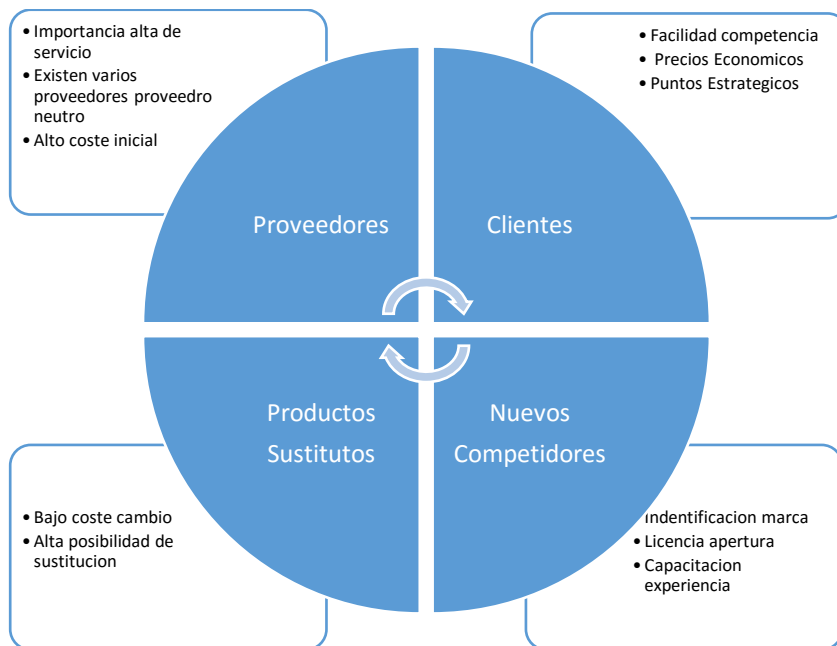 • Importancia alta de
servicio
• Existen varios
proveedores proveedro
neutro
• Alto coste inicial
• Facilidad competencia
• Precios Economicos
• Puntos Estrategicos
Proveedores
Clientes
Productos
Sustitutos
Nuevos
Competidores
• Bajo coste cambio
• Alta posibilidad de
sustitucion
Indentificacion marca
• Licencia apertura
• Capacitacion
experiencia